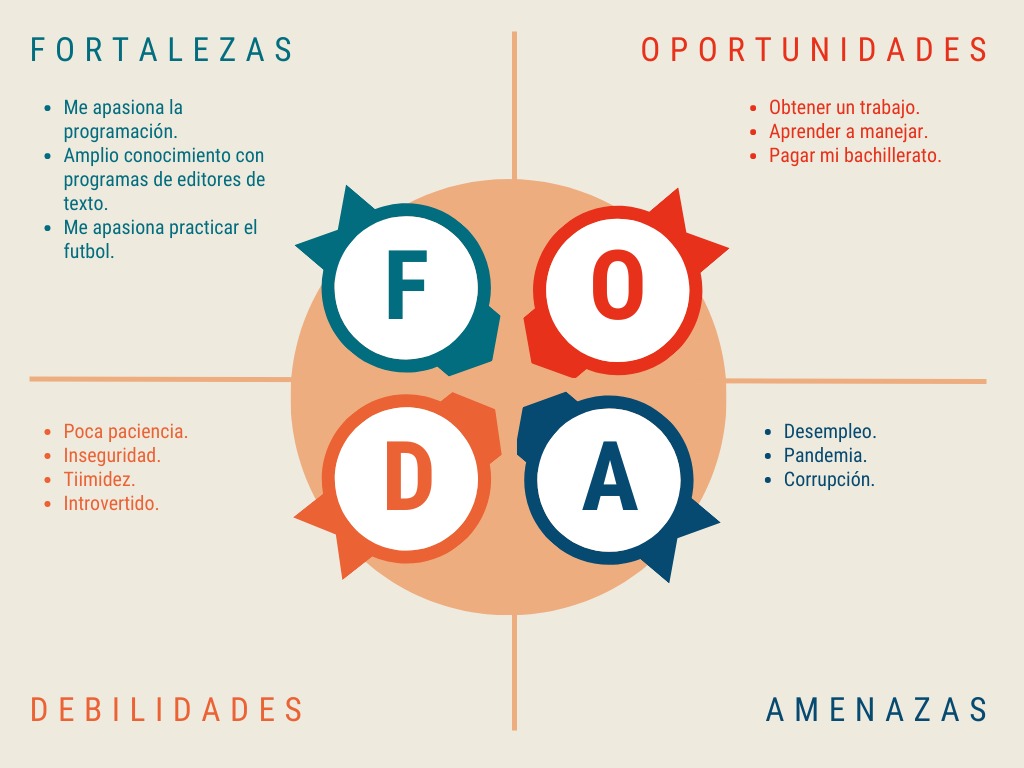 FORTALEZAS
• Me apasiona la
programación.
• Amplio conocimiento con
programas de editores de
texto.
• Me apasiona practicar el
futbol.
OPORTUNIDADES
• Obtener un trabajo.
• Aprender a manejar.
• Pagar mi bachillerato.
F
O
D
A
• Poca paciencia.
• Inseguridad.
• Tiimidez.
• Introvertido.
DEBILIDADES
• Desempleo.
• Pandemia.
• Corrupción.
AMENAZAS